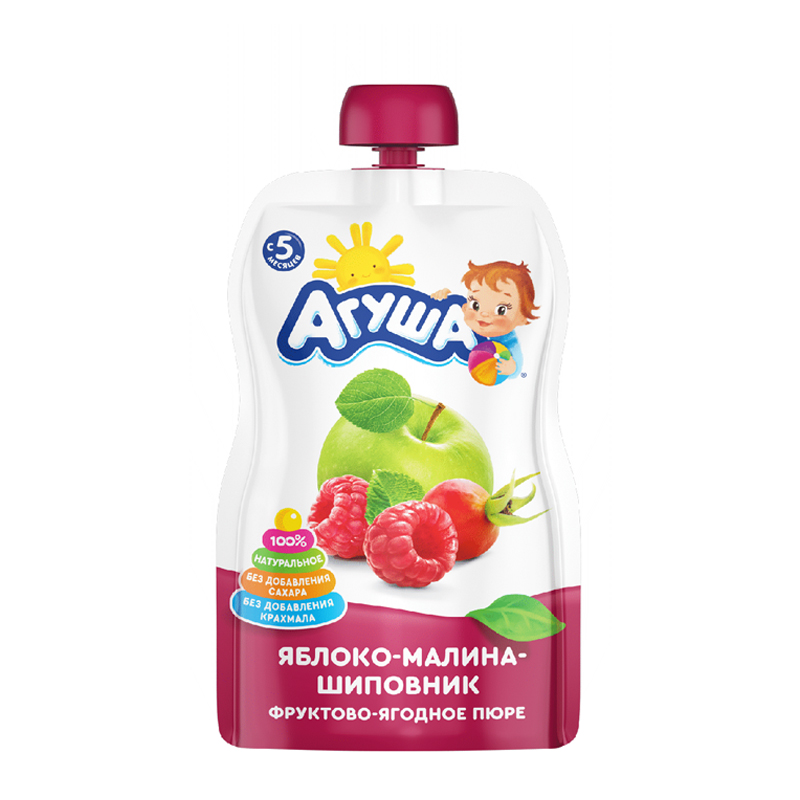 с 5
месяцев
Агуша
®
100%
НАТУРАЛЬНОЕ
БЕЗ ДОБАВЛЕНИЯ
САХАРА
БЕЗ ДОБАВЛЕНИЯ
КРАХМАЛА
ЯБЛОКО-МАЛИНА-
ШИПОВНИК
ФРУКТОВО-ЯГОДНОЕ ПЮРЕ